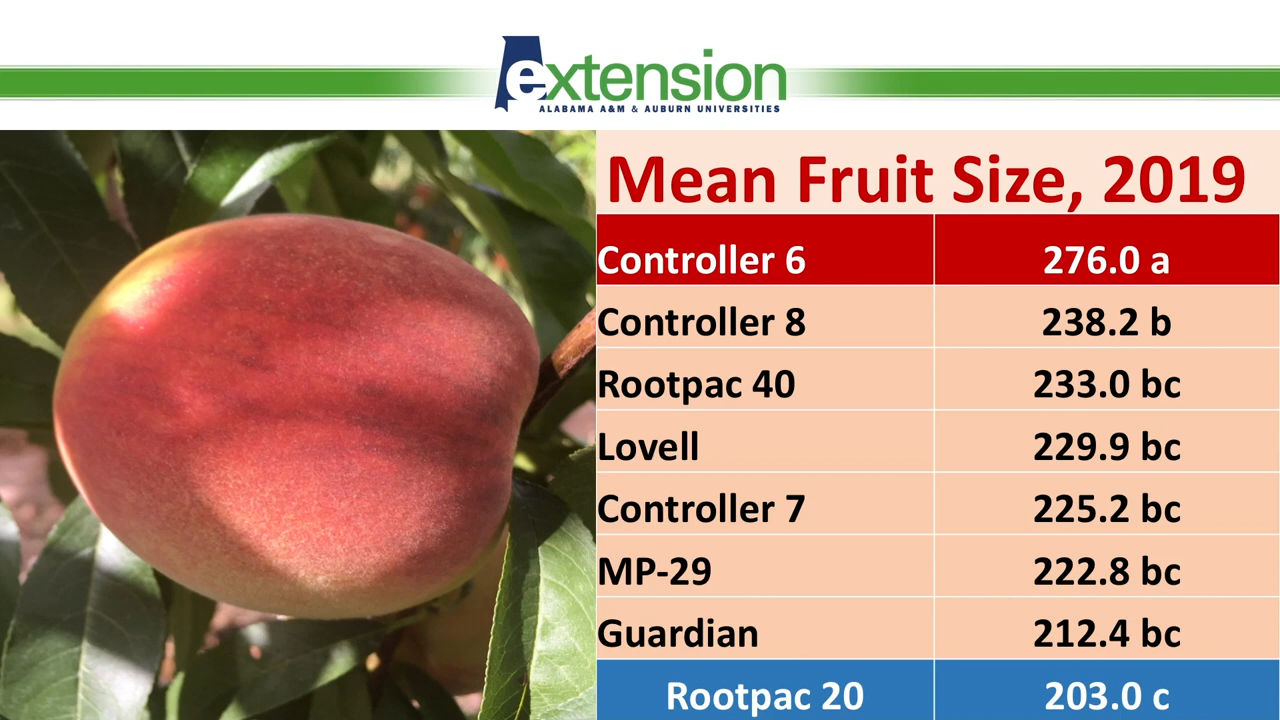 extension
ALABAMA A&M & AUBURN UNIVERSITIES
Mean Fruit Size, 2019
Controller 6 276.0 a
Controller 8 238.2 b
Rootpac 40 233.0 bc
Lovell 229.9 bc
Controller 7 225.2 bc
MP-29 222.8 bc
Guardian 212.4 bc
Rootpac 20 203.0 c